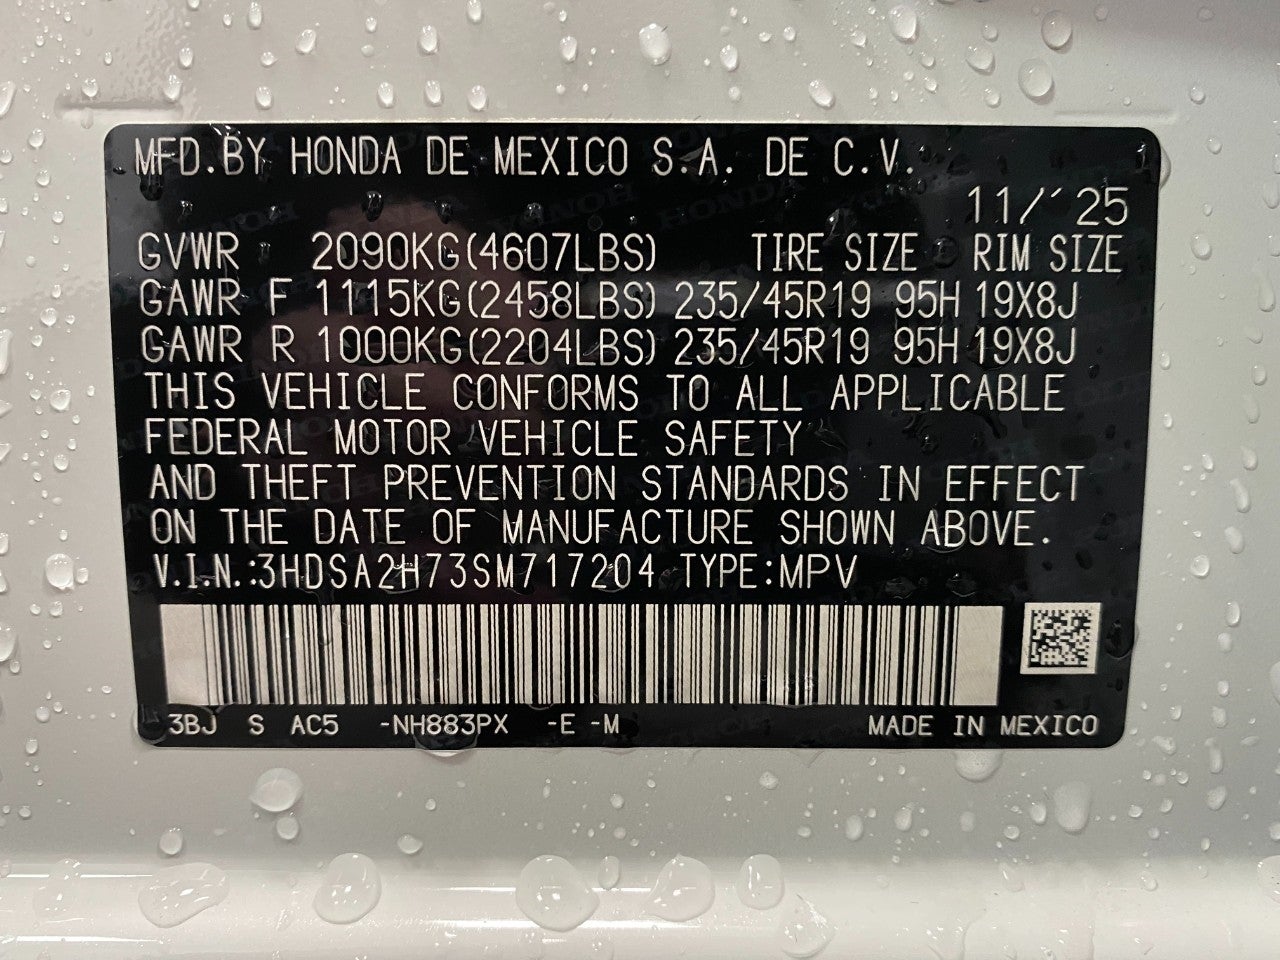 MFD.BY HONDA DE MEXICO S.A. DE C.V.
11/´25
GVWR 2090KG(4607LBS) TIRE SIZE RIM SIZE
GAWR F 1115KG(2458LBS) 235/45R19 95H 19X8J
GAWR R 1000KG(2204LBS) 235/45R19 95H 19X8J
THIS VEHICLE CONFORMS TO ALL APPLICABLE
FEDERAL MOTOR VEHICLE SAFETY
AND THEFT PREVENTION STANDARDS IN EFFECT
ON THE DATE OF MANUFACTURE SHOWN ABOVE.
V.I.N.:3HDSA2H73SM717204 TYPE:MPV
3BJ S AC5 -NH883PX -E -M MADE IN MEXICO